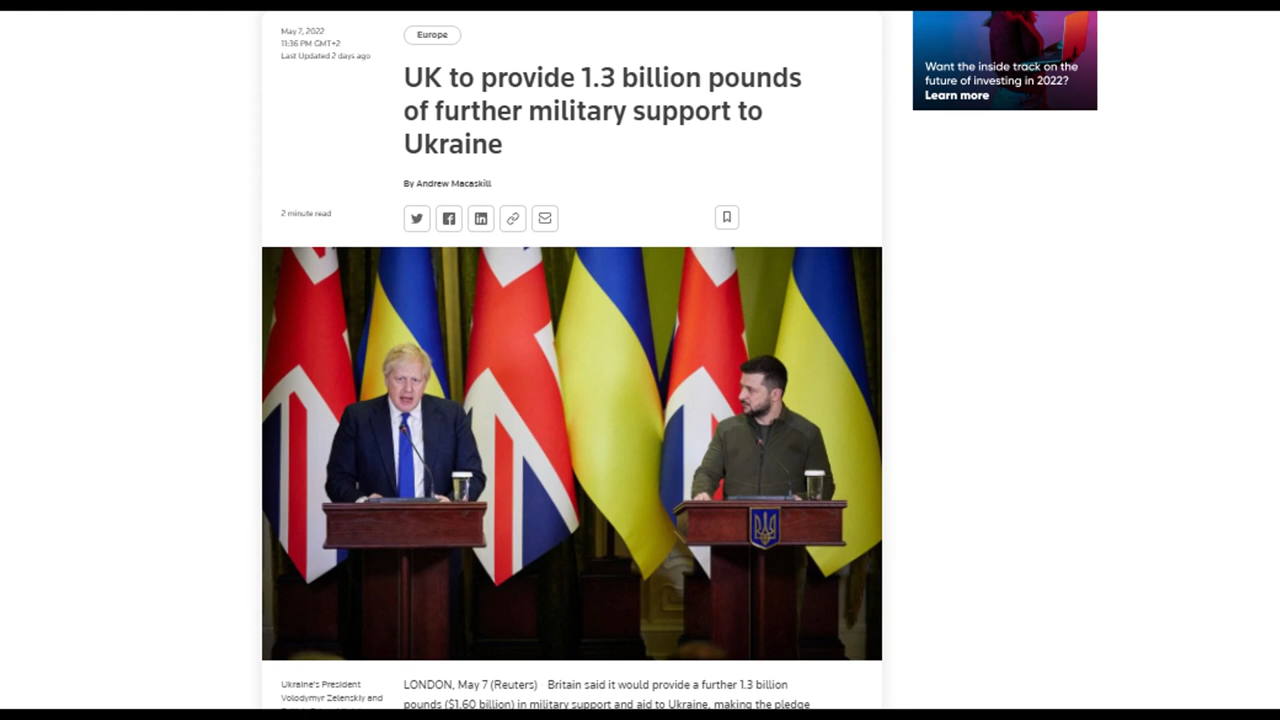 May 7, 2022
11:36 PM GMT+2
Last Updated 2 days ago
Europe
UK to provide 1.3 billion pounds
of further military support to
Ukraine
By Andrew Macaskill
2 minute read
Want the inside track on the
future of investing in 2022?
Learn more
Ukraine's President
Volodymyr Zelenskiy and
LONDON, May 7 (Reuters) Britain said it would provide a further 1.3 billion
pounds ($1.60 billion) in military support and aid to Ukraine, making the pledge